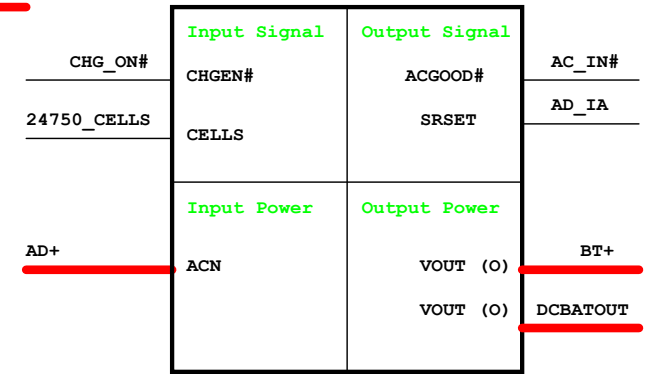 Input Signal Output Signal
CHG_ON# CHGEN# ACGOOD# AC_IN#
24750_CELLS CELLS SRSET AD_IA
Input Power Output Power
AD+ ACN VOUT (O) BT+
VOUT (O) DCBATOUT